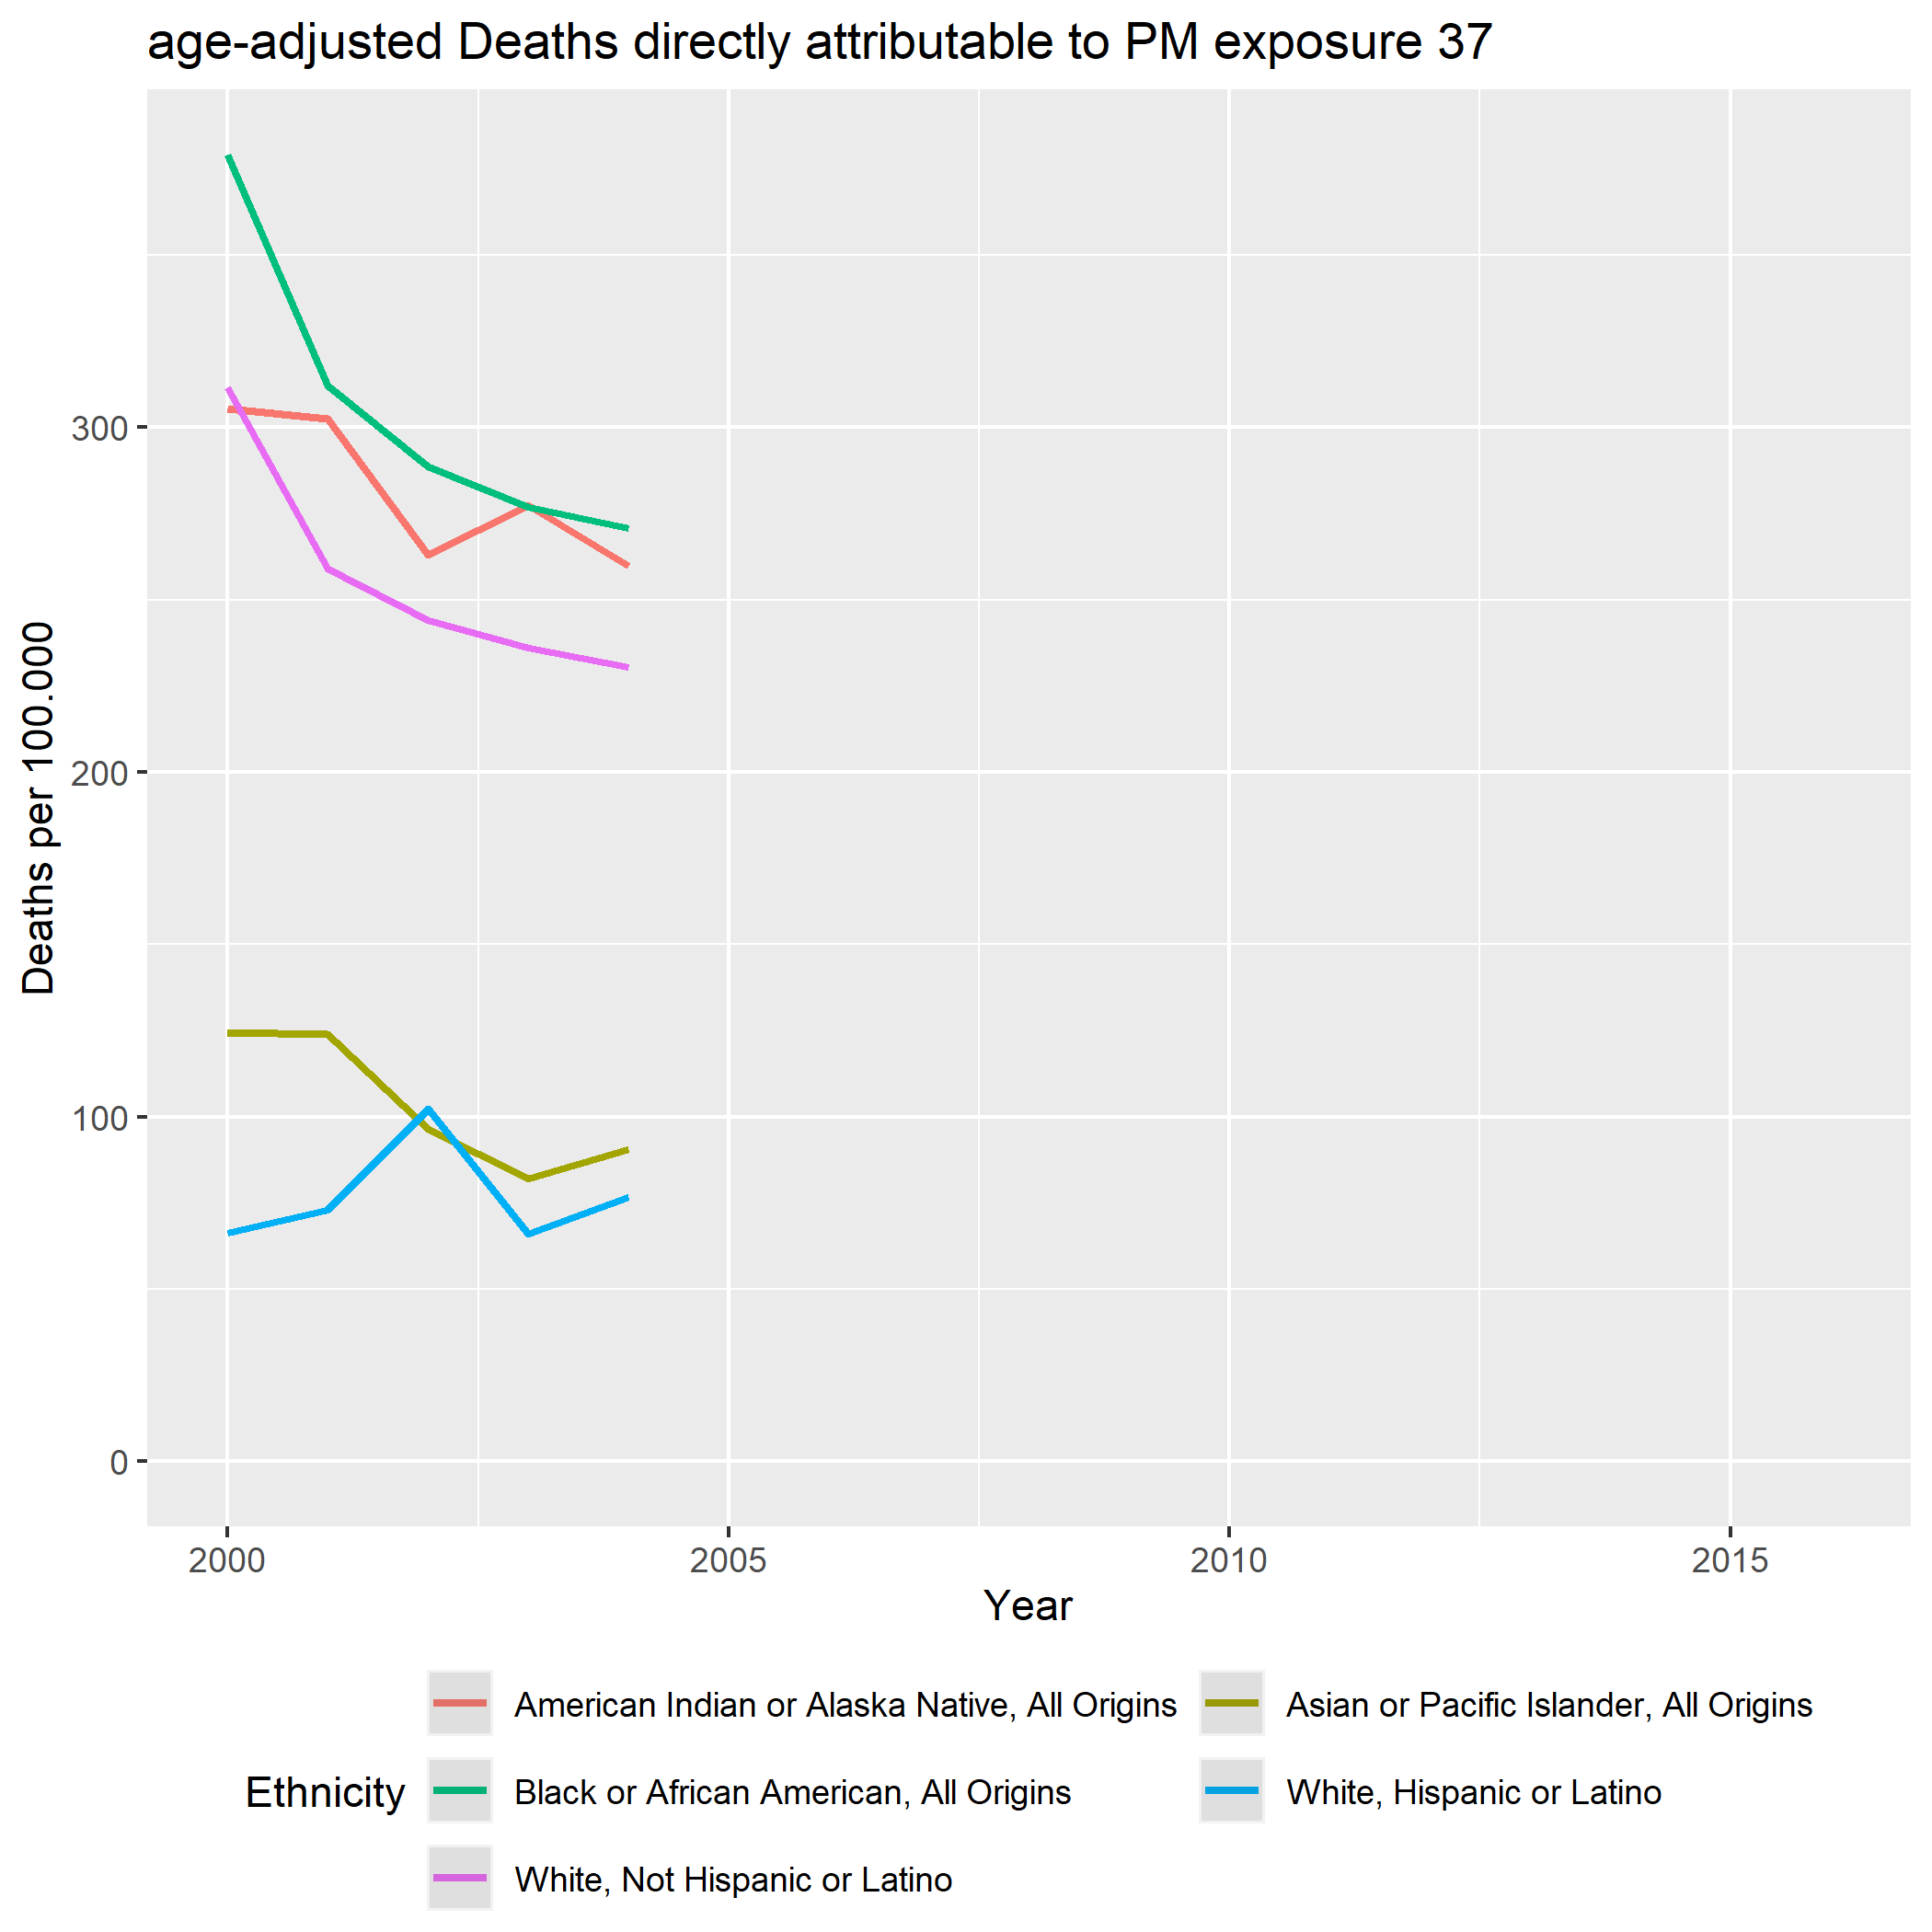 age-adjusted Deaths directly attributable to PM exposure 37
Deaths per 100.000
300
200
100
0
2000 2005 2010 2015
Year
Ethnicity
American Indian or Alaska Native, All Origins
Asian or Pacific Islander, All Origins
Black or African American, All Origins
White, Hispanic or Latino
White, Not Hispanic or Latino